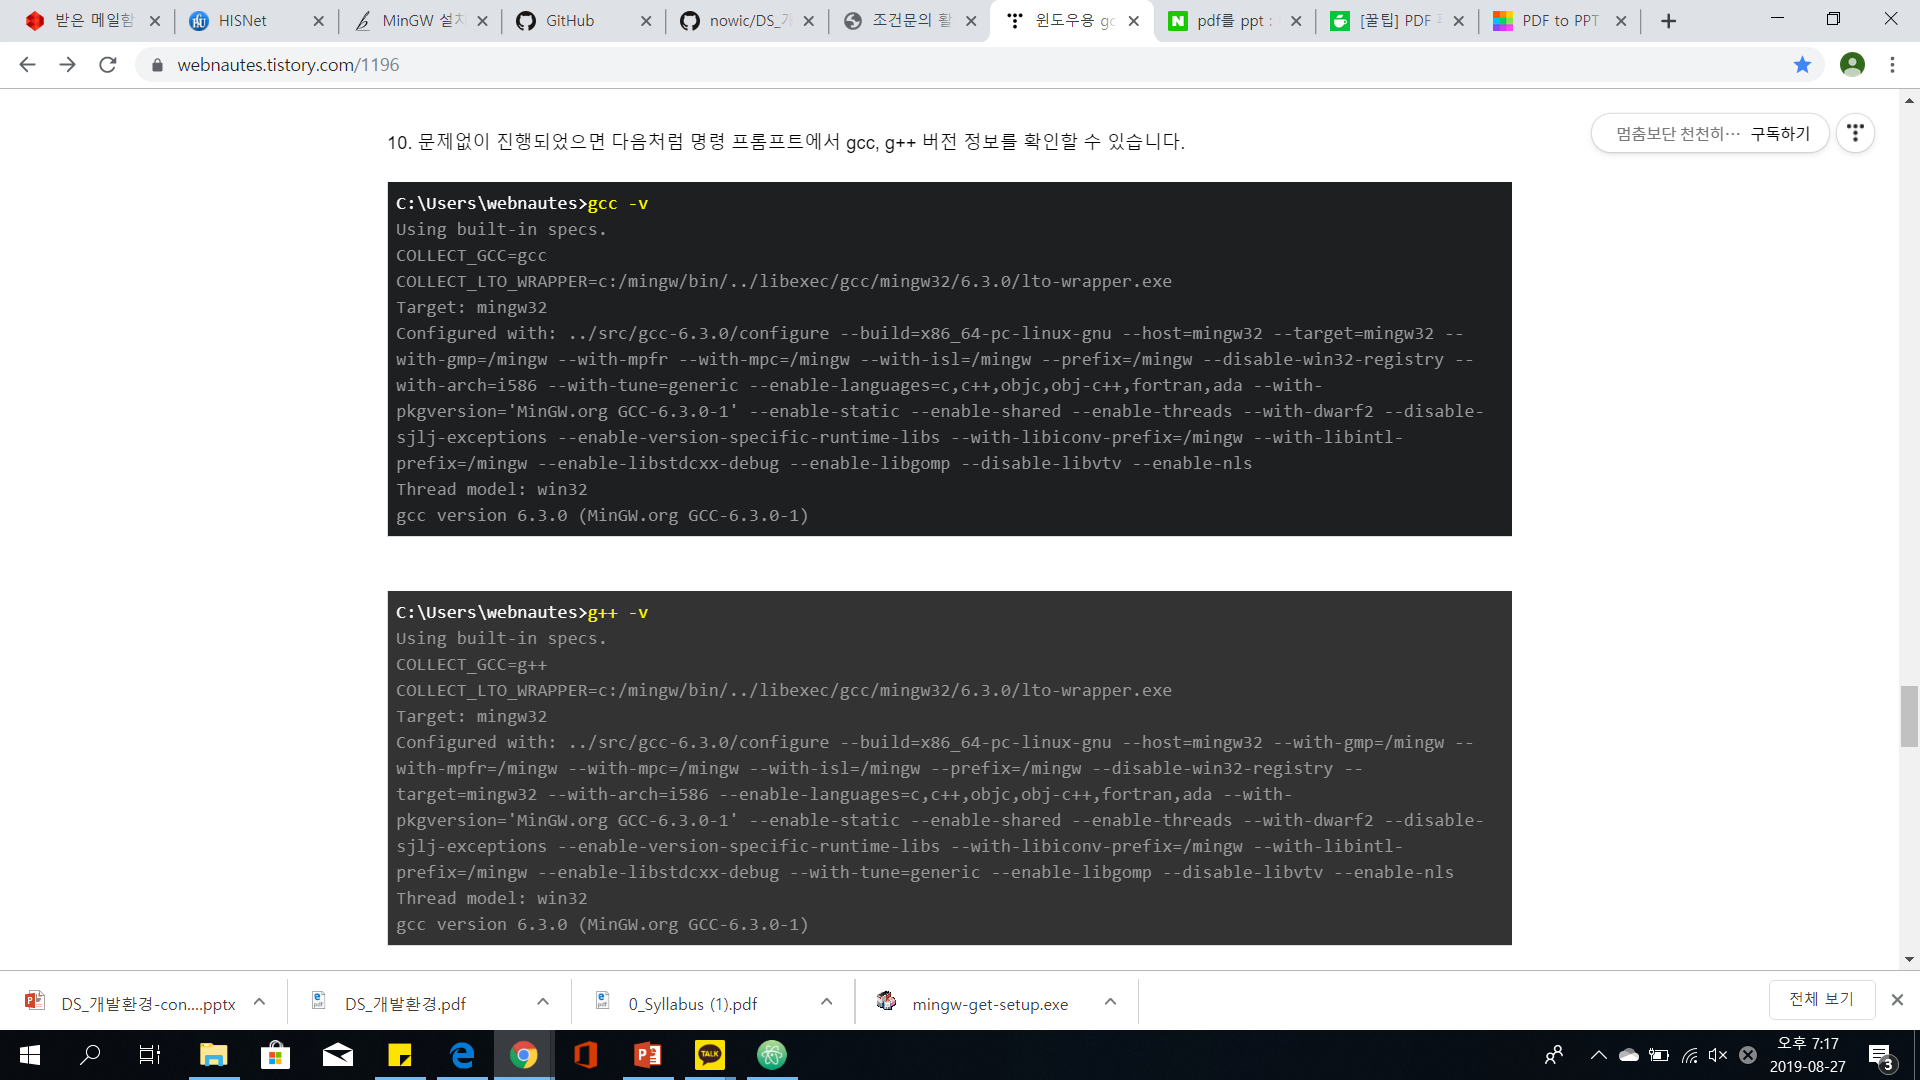 받은 메일함
HISNet
MinGW 설치
GitHub
nowic/DS_
조건문의 활
윈도우용 gc
pdf를 ppt :
[꿀팁] PDF
PDF to PPT
webnautes.tistory.com/1196
10. 문제없이 진행되었으면 다음처럼 명령 프롬프트에서 gcc, g++ 버전 정보를 확인할 수 있습니다.
멈춤보단 천천히··· 구독하기
C:\Users\webnautes>gcc -v
Using built-in specs.
COLLECT_GCC=gcc
COLLECT_LTO_WRAPPER=c:/mingw/bin/../libexec/gcc/mingw32/6.3.0/lto-wrapper.exe
Target: mingw32
Configured with: ../src/gcc-6.3.0/configure --build=x86_64-pc-linux-gnu --host=mingw32 --target=mingw32 --
with-gmp=/mingw --with-mpfr --with-mpc=/mingw --with-isl=/mingw --prefix=/mingw --disable-win32-registry --
with-arch=i586 --with-tune=generic --enable-languages=c,c++,objc,obj-c++,fortran,ada --with-
pkgversion='MinGW.org GCC-6.3.0-1' --enable-static --enable-shared --enable-threads --with-dwarf2 --disable-
sjlj-exceptions --enable-version-specific-runtime-libs --with-libiconv-prefix=/mingw --with-libintl-
prefix=/mingw --enable-libstdcxx-debug --enable-libgomp --disable-libvtv --enable-nls
Thread model: win32
gcc version 6.3.0 (MinGW.org GCC-6.3.0-1)
C:\Users\webnautes>g++ -v
Using built-in specs.
COLLECT_GCC=g++
COLLECT_LTO_WRAPPER=c:/mingw/bin/../libexec/gcc/mingw32/6.3.0/lto-wrapper.exe
Target: mingw32
Configured with: ../src/gcc-6.3.0/configure --build=x86_64-pc-linux-gnu --host=mingw32 --with-gmp=/mingw --
with-mpfr=/mingw --with-mpc=/mingw --with-isl=/mingw --prefix=/mingw --disable-win32-registry --
target=mingw32 --with-arch=i586 --enable-languages=c,c++,objc,obj-c++,fortran,ada --with-
pkgversion='MinGW.org GCC-6.3.0-1' --enable-static --enable-shared --enable-threads --with-dwarf2 --disable-
sjlj-exceptions --enable-version-specific-runtime-libs --with-libiconv-prefix=/mingw --with-libintl-
prefix=/mingw --enable-libstdcxx-debug --with-tune=generic --enable-libgomp --disable-libvtv --enable-nls
Thread model: win32
gcc version 6.3.0 (MinGW.org GCC-6.3.0-1)
DS_개발환경-con....pptx
DS_개발환경.pdf
0_Syllabus (1).pdf
mingw-get-setup.exe
전체 보기
TALK
오후 7:17
2019-08-27
3